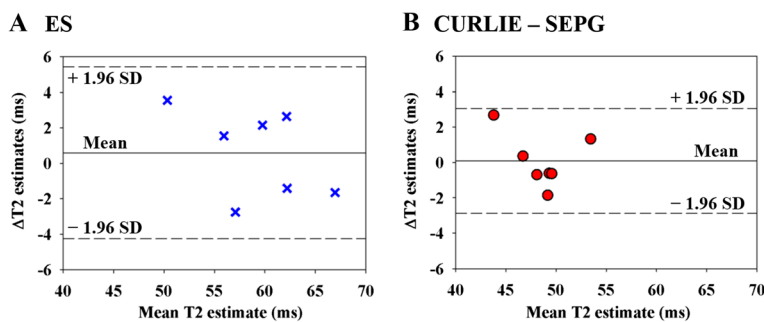 A ES
ΔT2 estimates (ms)
6
4
2
0
-2
-4
-6
+ 1.96 SD
Mean
− 1.96 SD
40 45 50 55 60 65 70
Mean T2 estimate (ms)
B CURLIE – SEPG
ΔT2 estimates (ms)
6
4
2
0
-2
-4
-6
+ 1.96 SD
Mean
− 1.96 SD
40 45 50 55 60 65 70
Mean T2 estimate (ms)